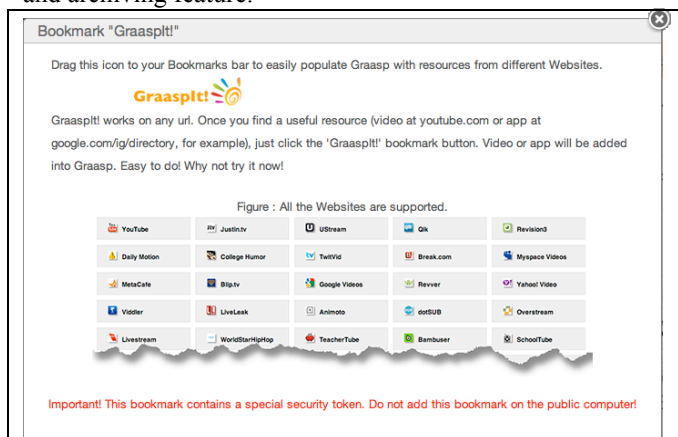 and archiving feature.
Bookmark "GraaspIt!"
Drag this icon to your Bookmarks bar to easily populate Graasp with resources from different Websites.
GraaspIt!
GraaspIt! works on any url. Once you find a useful resource (video at youtube.com or app at
google.com/ig/directory, for example), just click the 'GraaspIt!' bookmark button. Video or app will be added
into Graasp. Easy to do! Why not try it now!
Figure : All the Websites are supported.
YouTube Justin.tv UStream Qik Revision3
Daily Motion College Humor TwitVid Break.com Myspace Videos
MetaCafe Blip.tv Google Videos Revver Yahoo! Video
Viddler LiveLeak Animoto dotSUB Overstream
Livestream WorldStarHipHop TeacherTube Bambuser SchoolTube
Important! This bookmark contains a special security token. Do not add this bookmark on the public computer!